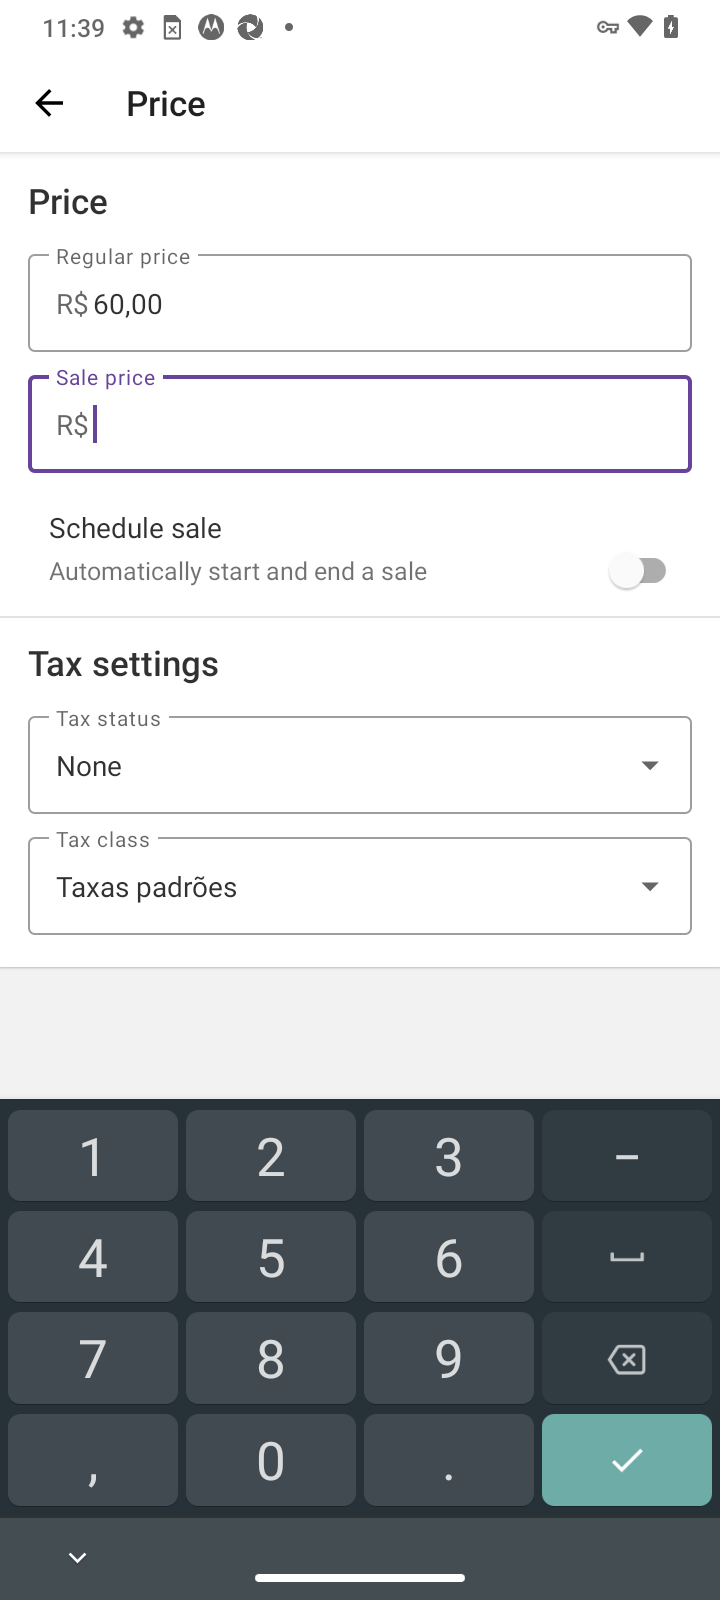 11:39
Price
Price
Regular price
R$ 60,00
Sale price
R$
Schedule sale
Automatically start and end a sale
Tax settings
Tax status
None
Tax class
Taxas padrões
1 2 3 –
4 5 6
7 8 9
, 0 .